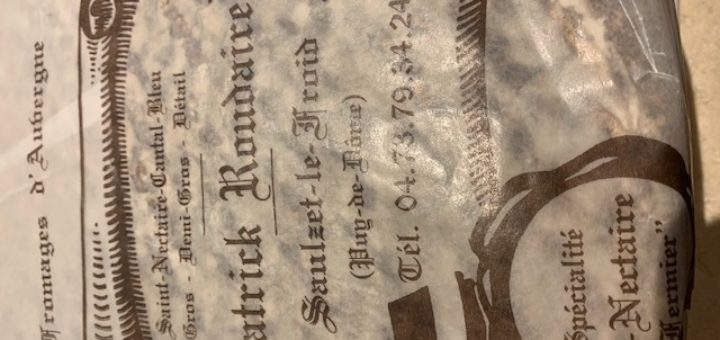 Fromages d'Auvergne
Saint-Nectaire-Cantal-Bleu
Gros - Demi-Gros - Détail
atrick Roudaire
Saulzet-le-Froid
(Puy-de-Dôme)
Tél. 04.73.79.34.24
Spécialité
-Nectaire
Fermier"